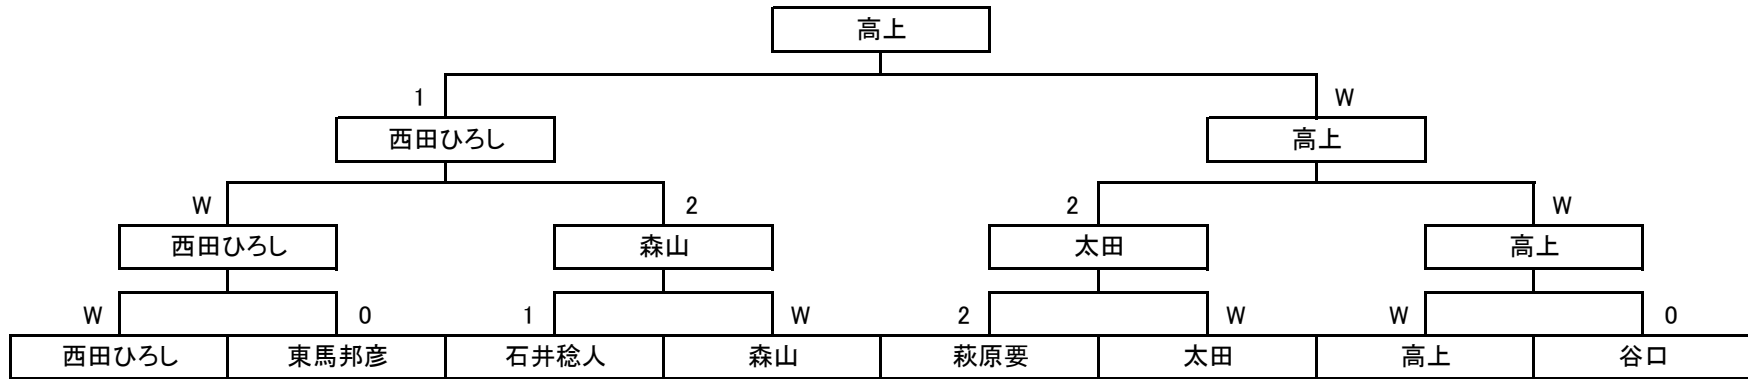 高上
1 W
西田ひろし 高上
W 2 2 W
西田ひろし 森山 太田 高上
W 0 1 W 2 W W 0
西田ひろし 東馬邦彦 石井稔人 森山 萩原要 太田 高上 谷口